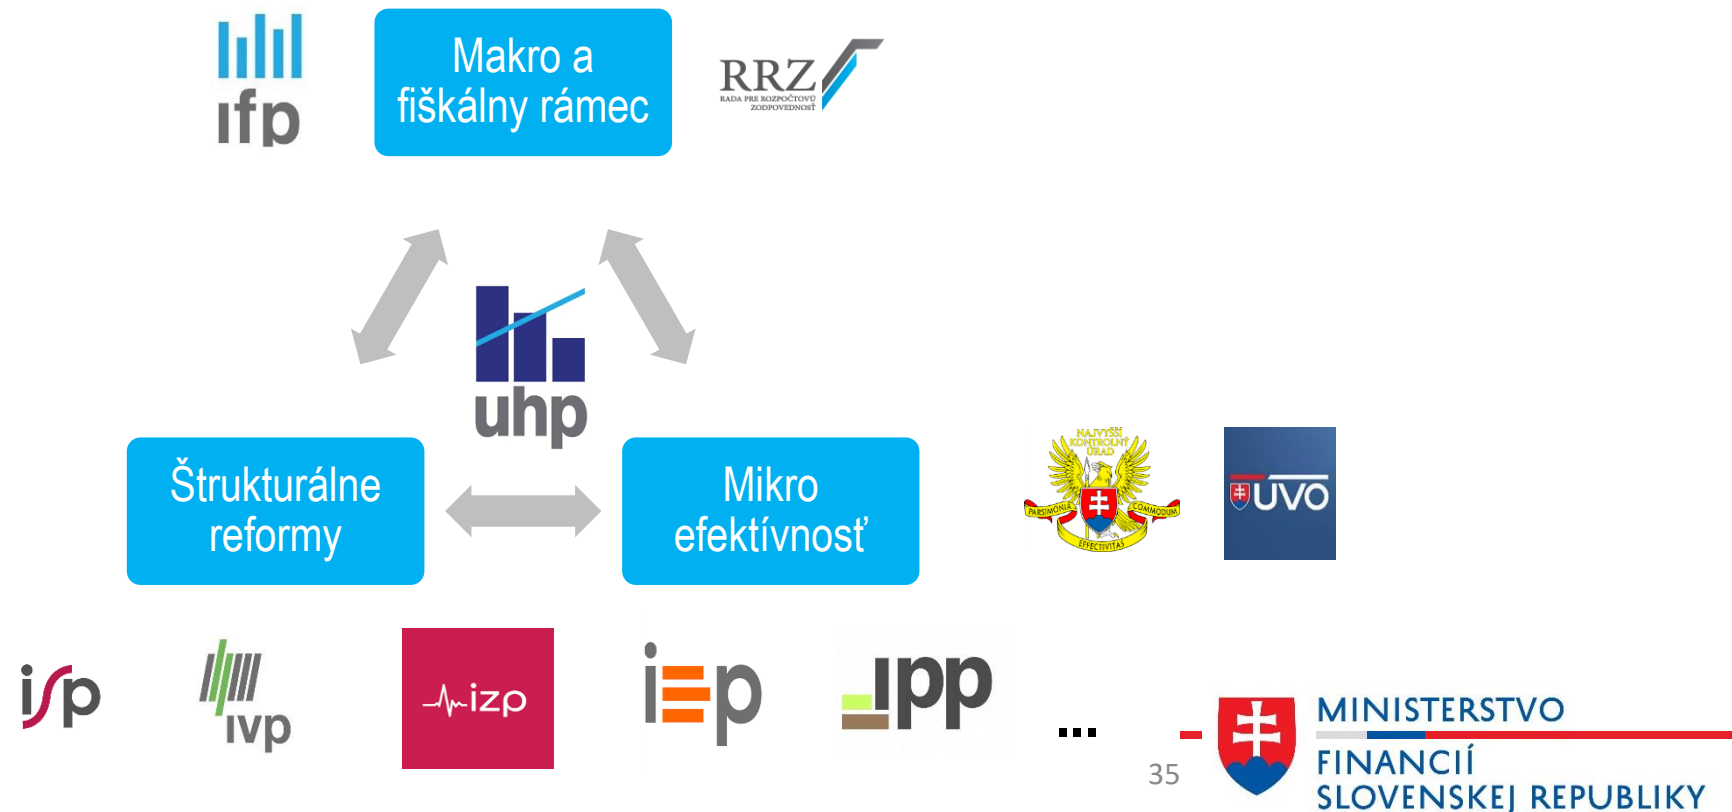 ifp
Makro a
fiškálny rámec
RRZ
RADA PRE ROZPOČTOVÚ
ZODPOVEDNOSŤ
uhp
Štrukturálne
reformy
Mikro
efektívnosť
NAJVYŠŠÍ
KONTROLNÝ
ÚRAD
PARSIMONIA
COMMODUM
EFFECTIVITAS
ÚVO
isp
ivp
izp
iep
ipp
...
35
MINISTERSTVO
FINANCIÍ
SLOVENSKEJ REPUBLIKY